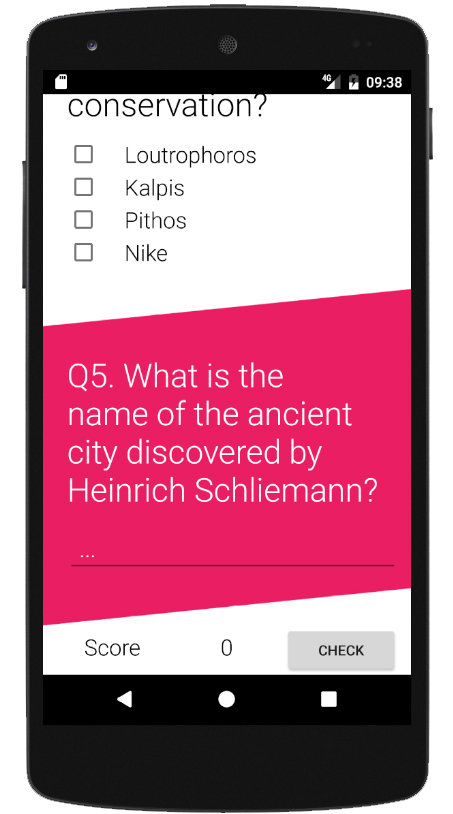 4G 09:38
conservation?
Loutrophoros
Kalpis
Pithos
Nike
Q5. What is the
name of the ancient
city discovered by
Heinrich Schliemann?
...
Score 0 CHECK